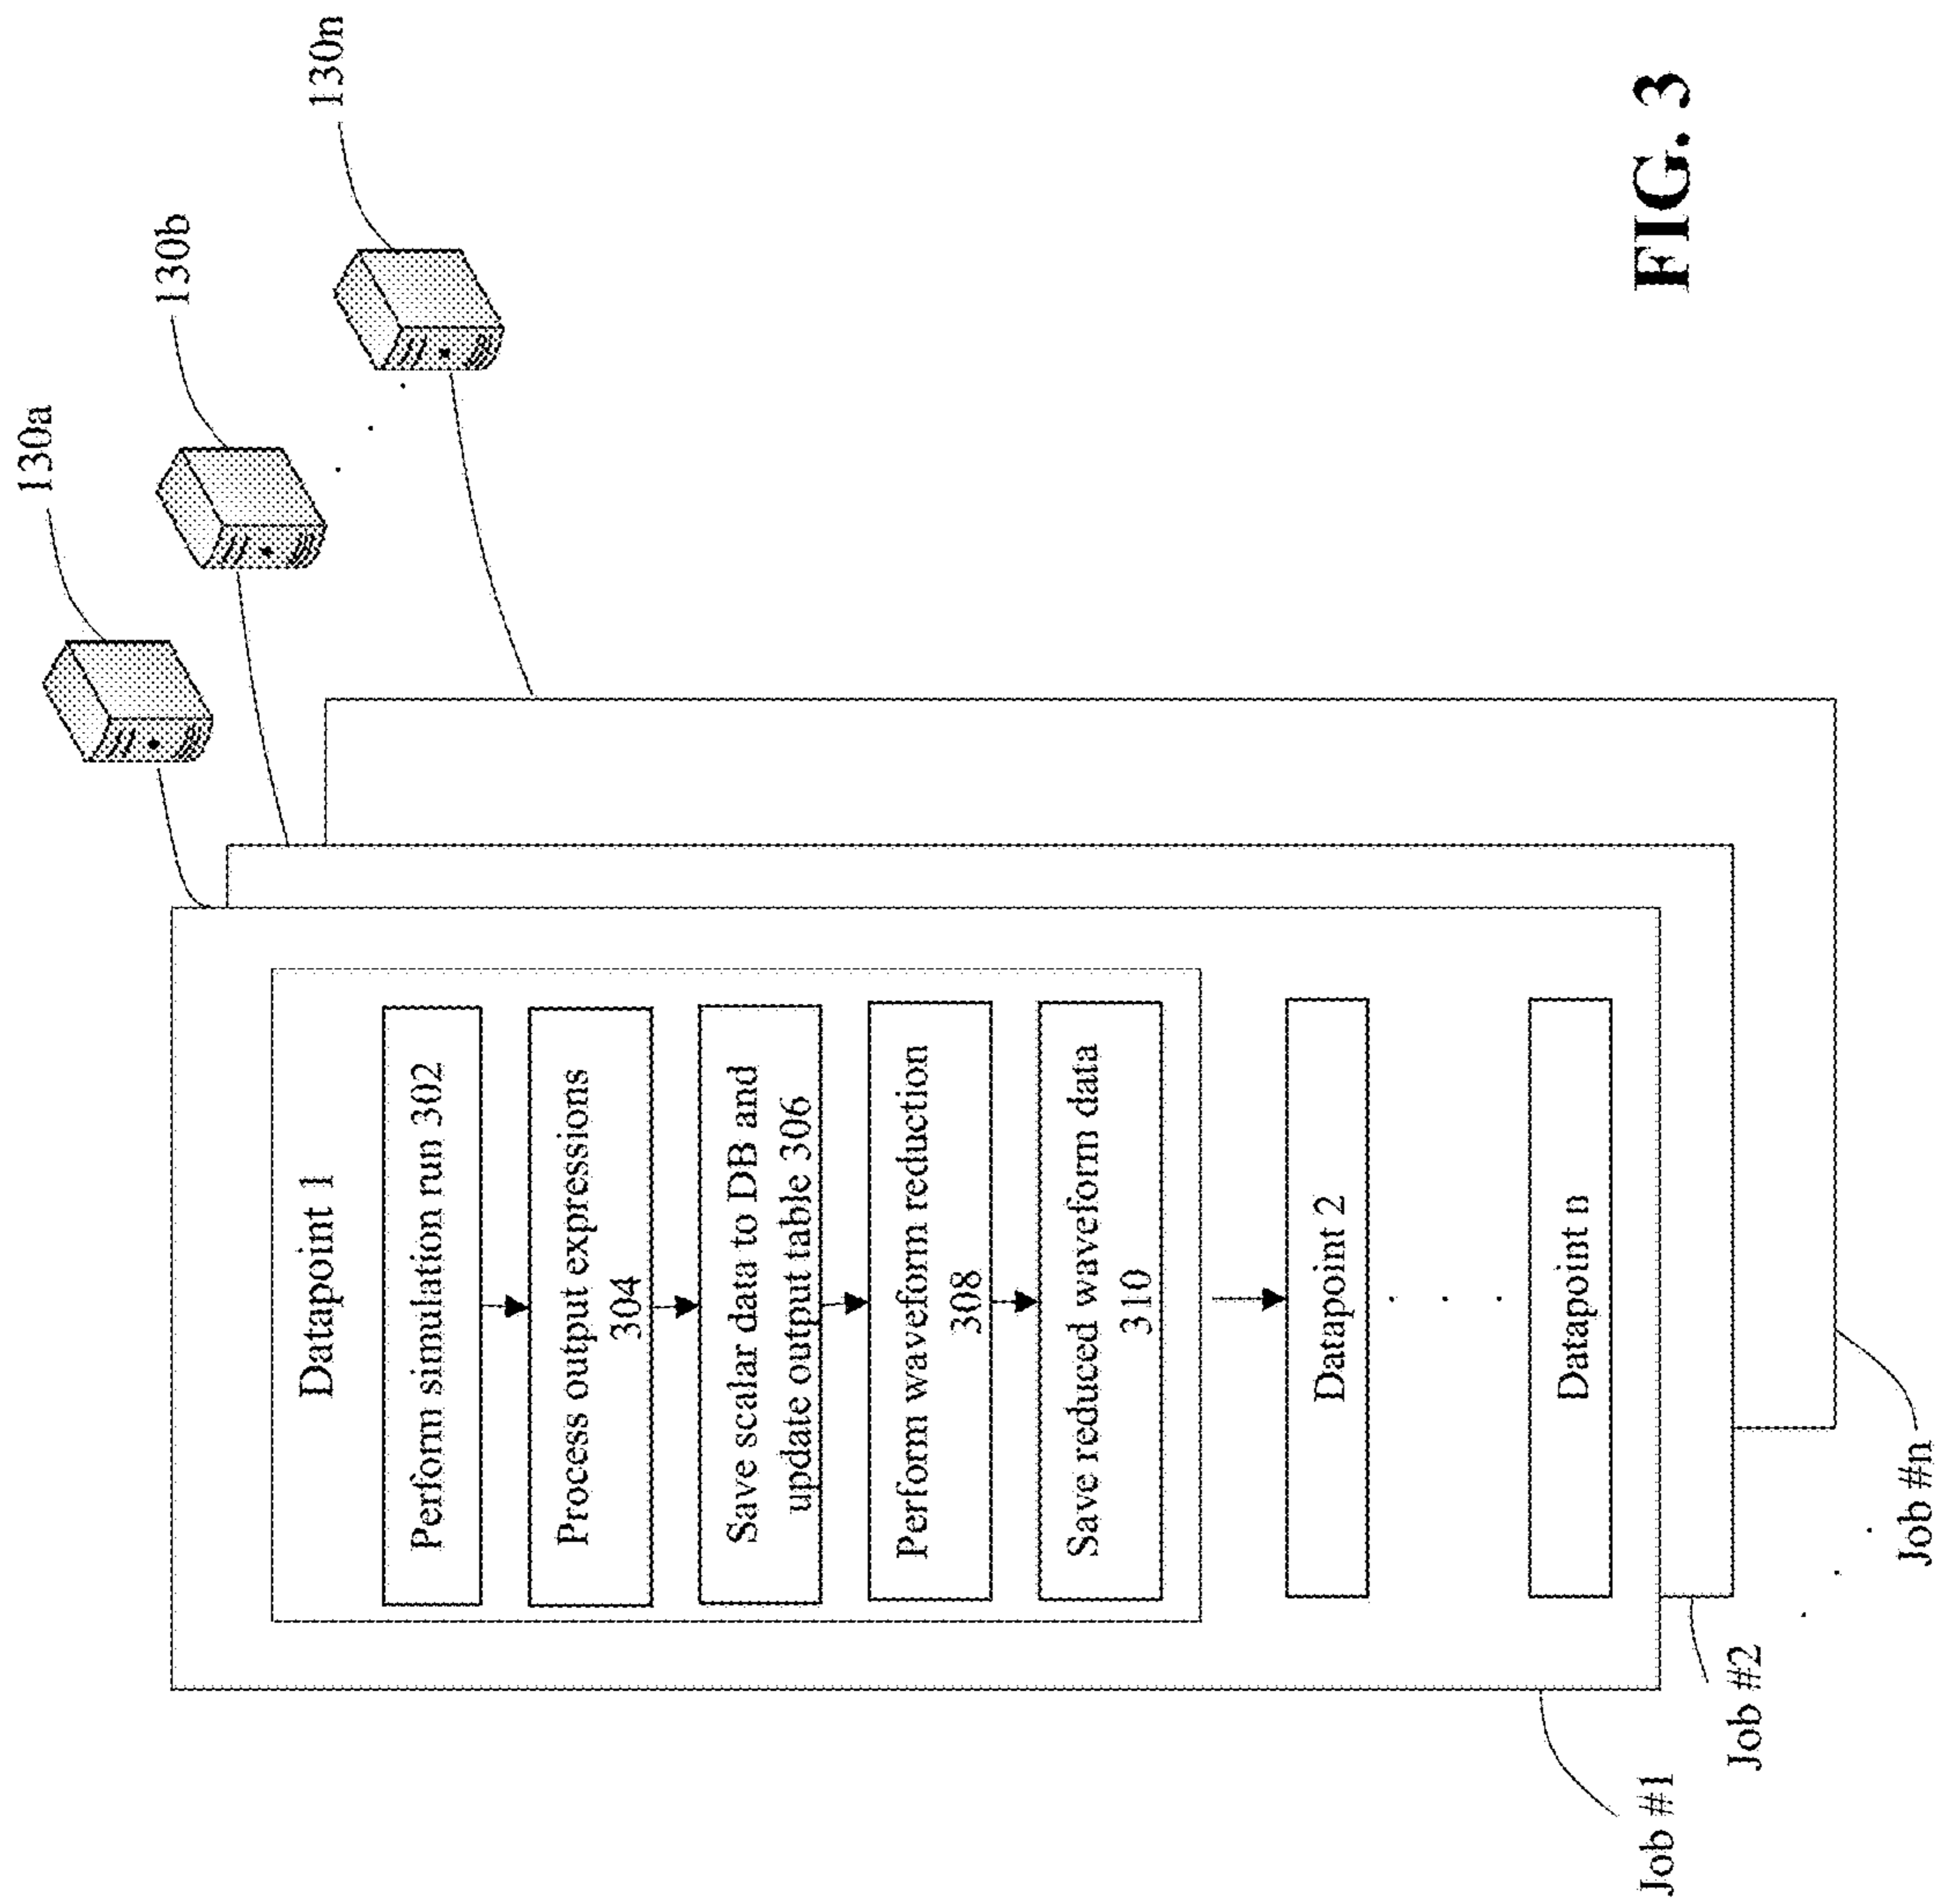 130a
130b
130n
Datapoint 1
Perform simulation run 302
Process output expressions
304
Save scalar data to DB and
update output table 306
Perform waveform reduction
308
Save reduced waveform data
310
Datapoint 2
Datapoint n
Job #1
Job #2
Job #n
FIG. 3